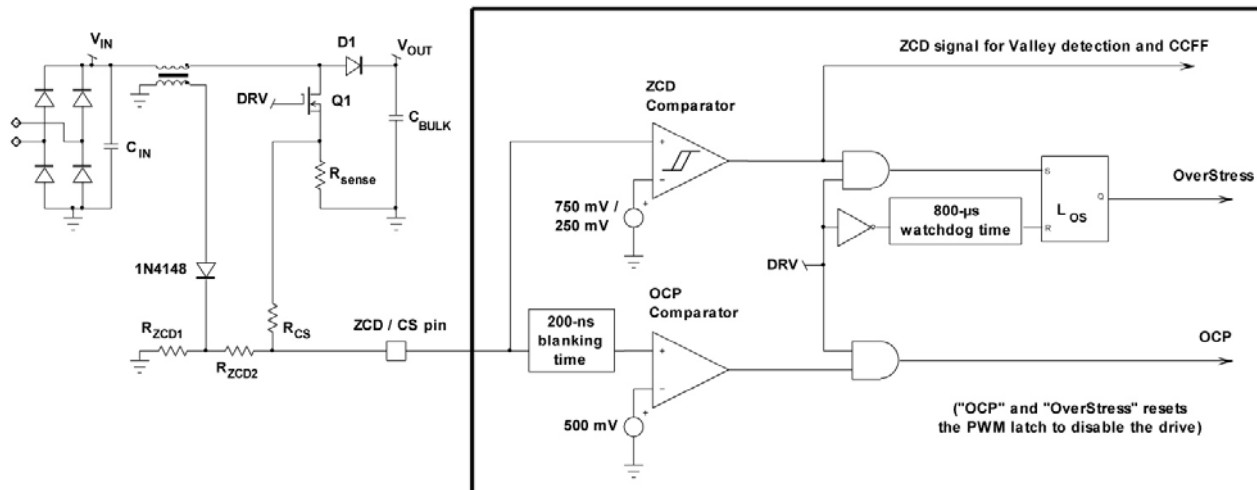 V_IN
D1
V_OUT
DRV
Q1
C_BULK
C_IN
R_sense
1N4148
R_ZCD1
R_ZCD2
R_CS
ZCD / CS pin
ZCD signal for Valley detection and CCFF
ZCD
Comparator
+
−
+
750 mV /
250 mV
800-µs
watchdog time
S
R
Q
L_OS
OverStress
DRV
OCP
Comparator
200-ns
blanking
time
+
−
+
500 mV
OCP
("OCP" and "OverStress" resets
the PWM latch to disable the drive)